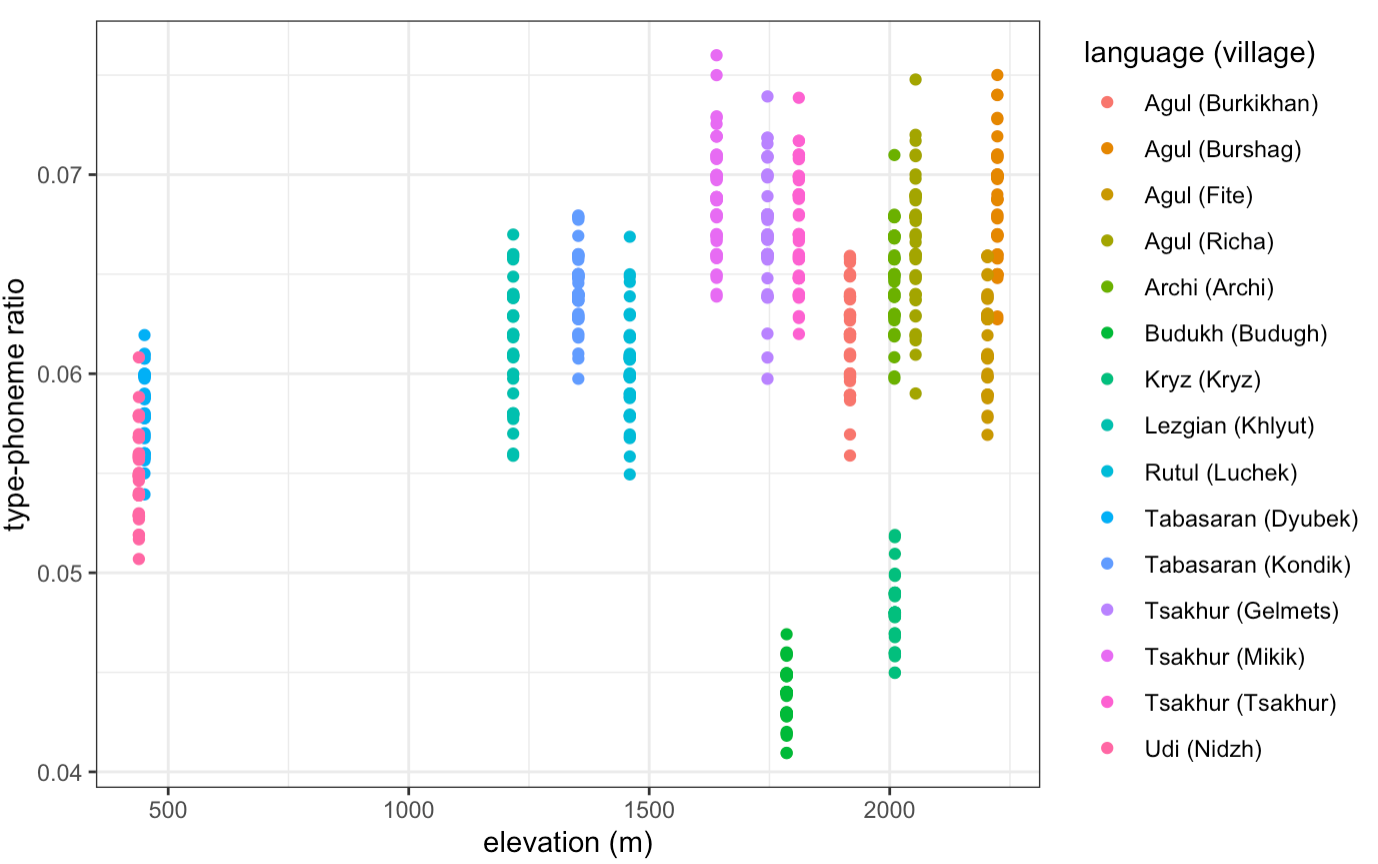 type-phoneme ratio
0.07
0.06
0.05
0.04
500
1000
1500
2000
elevation (m)
language (village)
Agul (Burkikhan)
Agul (Burshag)
Agul (Fite)
Agul (Richa)
Archi (Archi)
Budukh (Budugh)
Kryz (Kryz)
Lezgian (Khlyut)
Rutul (Luchek)
Tabasaran (Dyubek)
Tabasaran (Kondik)
Tsakhur (Gelmets)
Tsakhur (Mikik)
Tsakhur (Tsakhur)
Udi (Nidzh)